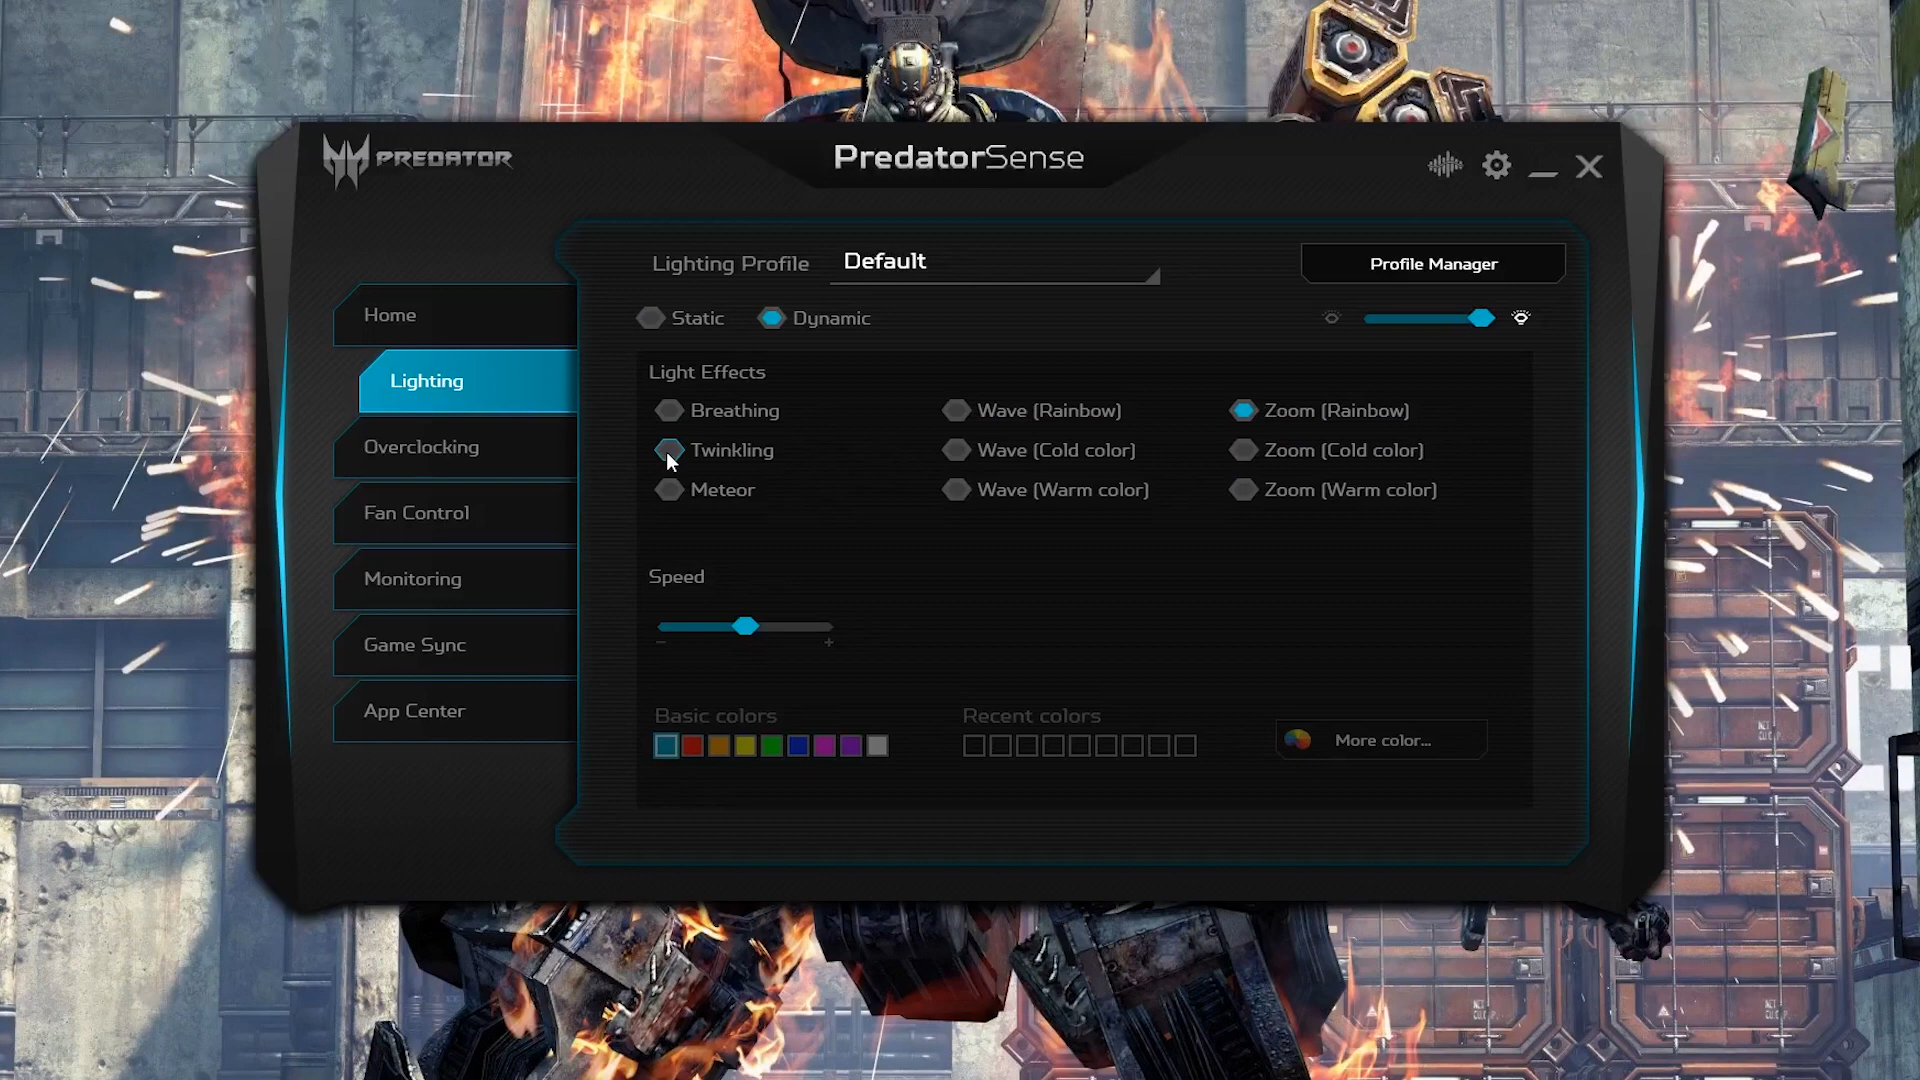 PREDATOR
PredatorSense
Lighting Profile Default
Profile Manager
Static Dynamic
Home
Lighting
Overclocking
Fan Control
Monitoring
Game Sync
App Center
Light Effects
Breathing Wave (Rainbow) Zoom (Rainbow)
Twinkling Wave (Cold color) Zoom (Cold color)
Meteor Wave (Warm color) Zoom (Warm color)
Speed
- +
Basic colors Recent colors
More color...